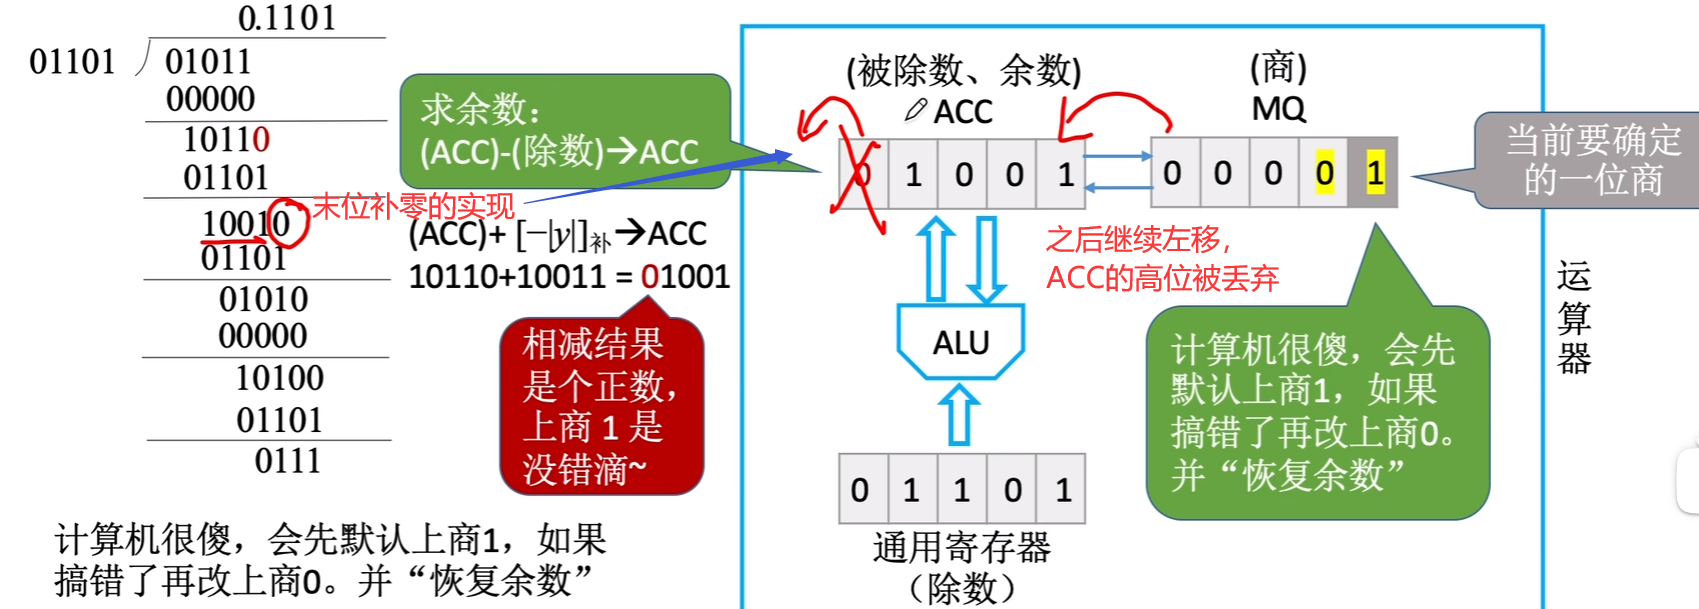 0.1101
01101
01011
00000
10110
01101
10010
01101
01010
00000
10100
01101
0111
计算机很傻，会先默认上商1，如果
搞错了再改上商0。并“恢复余数”
求余数：
(ACC)-(除数)→ACC
末位补零的实现
(ACC)+ [−|y|]补→ACC
10110+10011 = 01001
相减结果
是个正数，
上商 1 是
没错滴~
(被除数、余数)
ACC
0 1 0 0 1
(商)
MQ
0 0 0 0 1
当前要确定
的一位商
之后继续左移，
ACC的高位被丢弃
ALU
0 1 1 0 1
通用寄存器
（除数）
计算机很傻，会先
默认上商1，如果
搞错了再改上商0。
并“恢复余数”
运
算
器